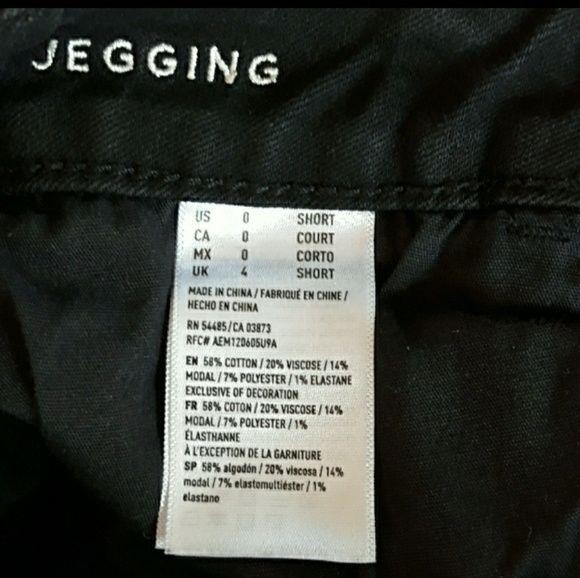 JEGGING
US 0 SHORT
CA 0 COURT
MX 0 CORTO
UK 4 SHORT
MADE IN CHINA / FABRIQUÉ EN CHINE /
HECHO EN CHINA
RN 54485 / CA 03873
RFC# AEM120605U9A
EN 58% COTTON / 20% VISCOSE / 14%
MODAL / 7% POLYESTER / 1% ELASTANE
EXCLUSIVE OF DECORATION
FR 58% COTON / 20% VISCOSE / 14%
MODAL / 7% POLYESTER / 1%
ÉLASTHANNE
À L'EXCEPTION DE LA GARNITURE
SP 58% algodón / 20% viscosa / 14%
modal / 7% elastomultiéster / 1%
elastano